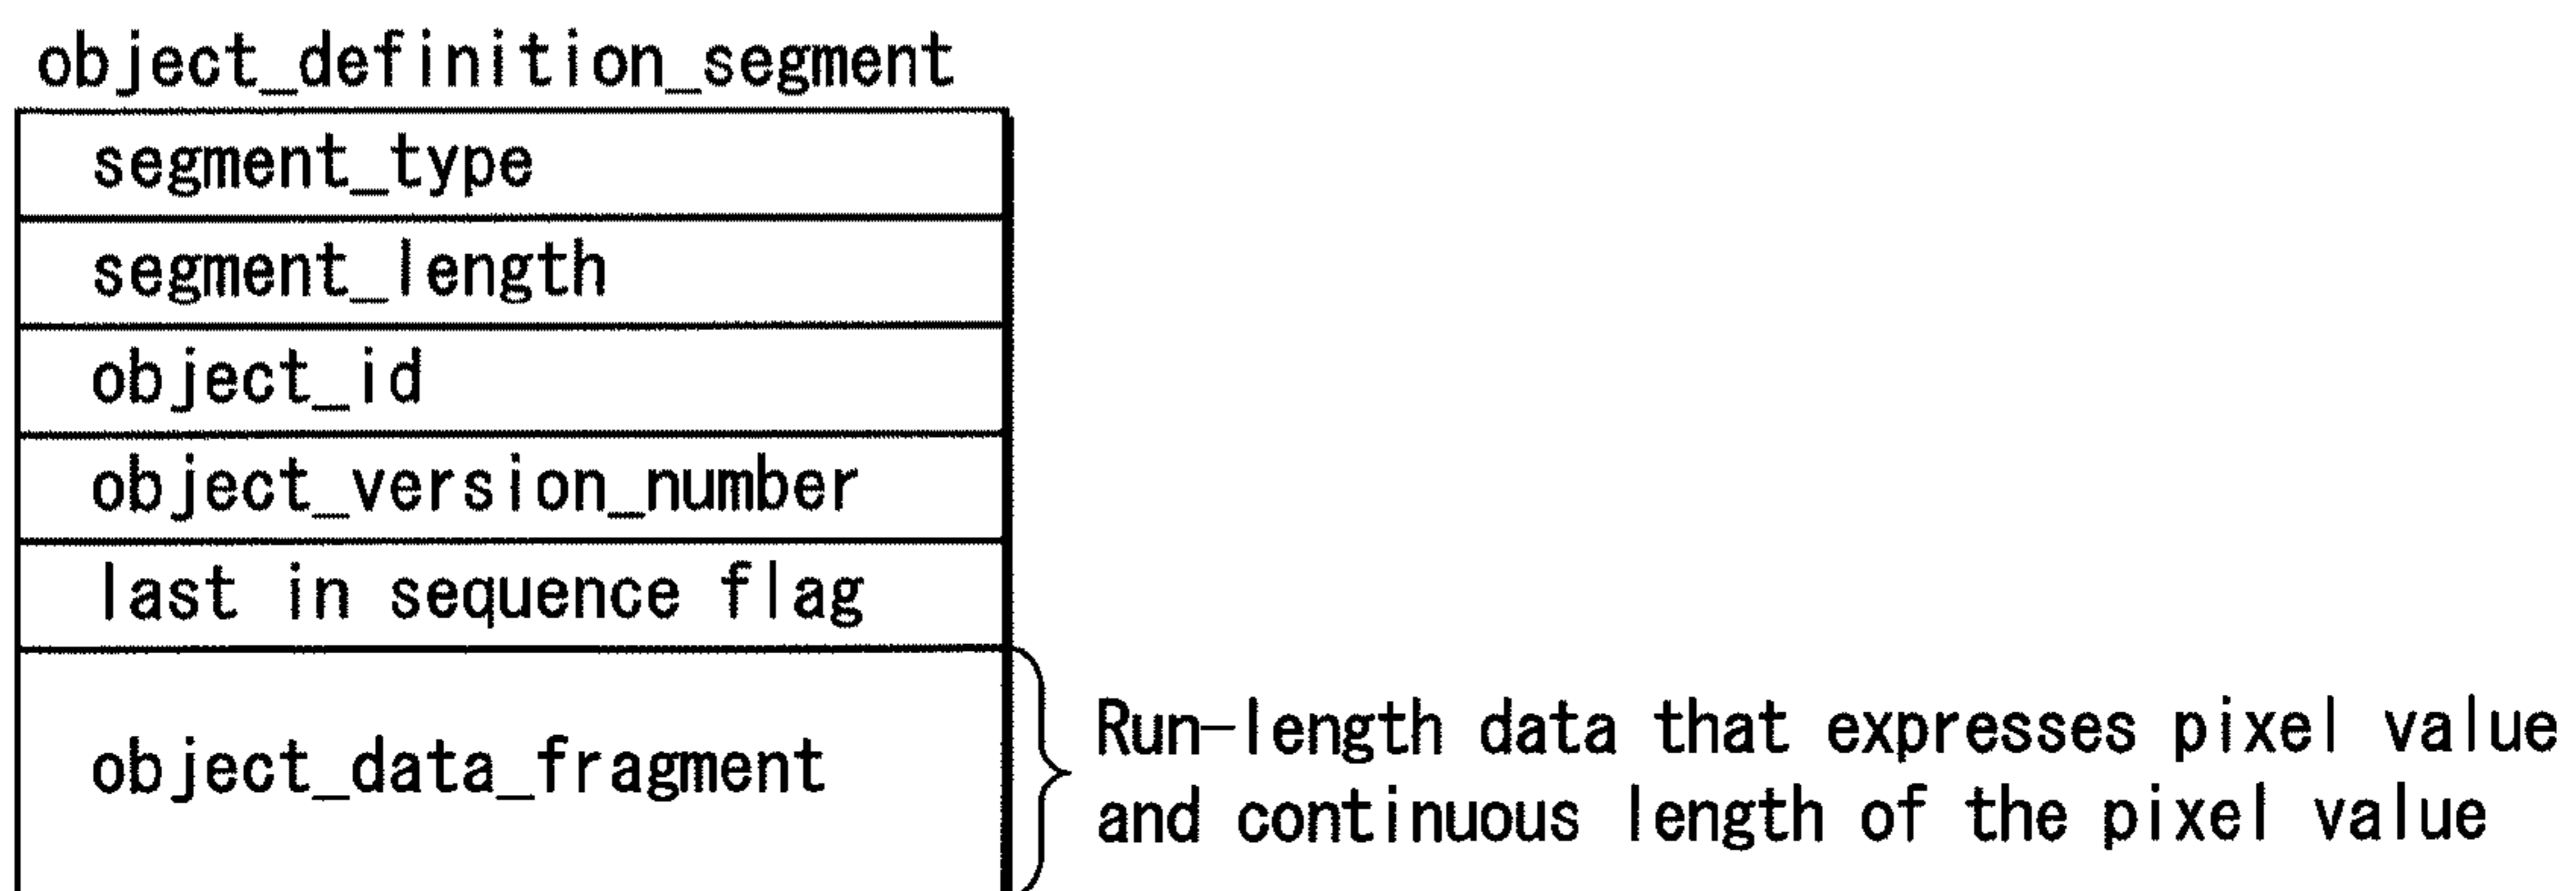 object_definition_segment
segment_type
segment_length
object_id
object_version_number
last in sequence flag
object_data_fragment
Run-length data that expresses pixel value
and continuous length of the pixel value